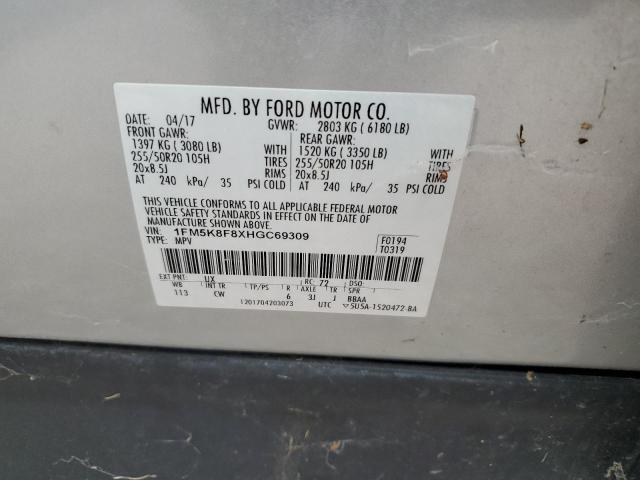 MFD. BY FORD MOTOR CO.
DATE: 04/17 GVWR: 2803 KG ( 6180 LB)
FRONT GAWR: REAR GAWR:
1397 KG ( 3080 LB) WITH 1520 KG ( 3350 LB) WITH
255/50R20 105H TIRES 255/50R20 105H TIRES
20x8.5J RIMS 20x8.5J RIMS
AT 240 kPa/ 35 PSI COLD AT 240 kPa/ 35 PSI COLD
THIS VEHICLE CONFORMS TO ALL APPLICABLE FEDERAL MOTOR
VEHICLE SAFETY STANDARDS IN EFFECT ON THE DATE OF
MANUFACTURE SHOWN ABOVE.
VIN: 1FM5K8F8XHGC69309 F0194
TYPE: MPV T0319
EXT PNT: UX RC: 72 DSO:
WB INT TR TP/PS R AXLE TR SPR
113 CW 6 3J J BBAA
1201704203073 UTC ▽5U5A-1520472-BA